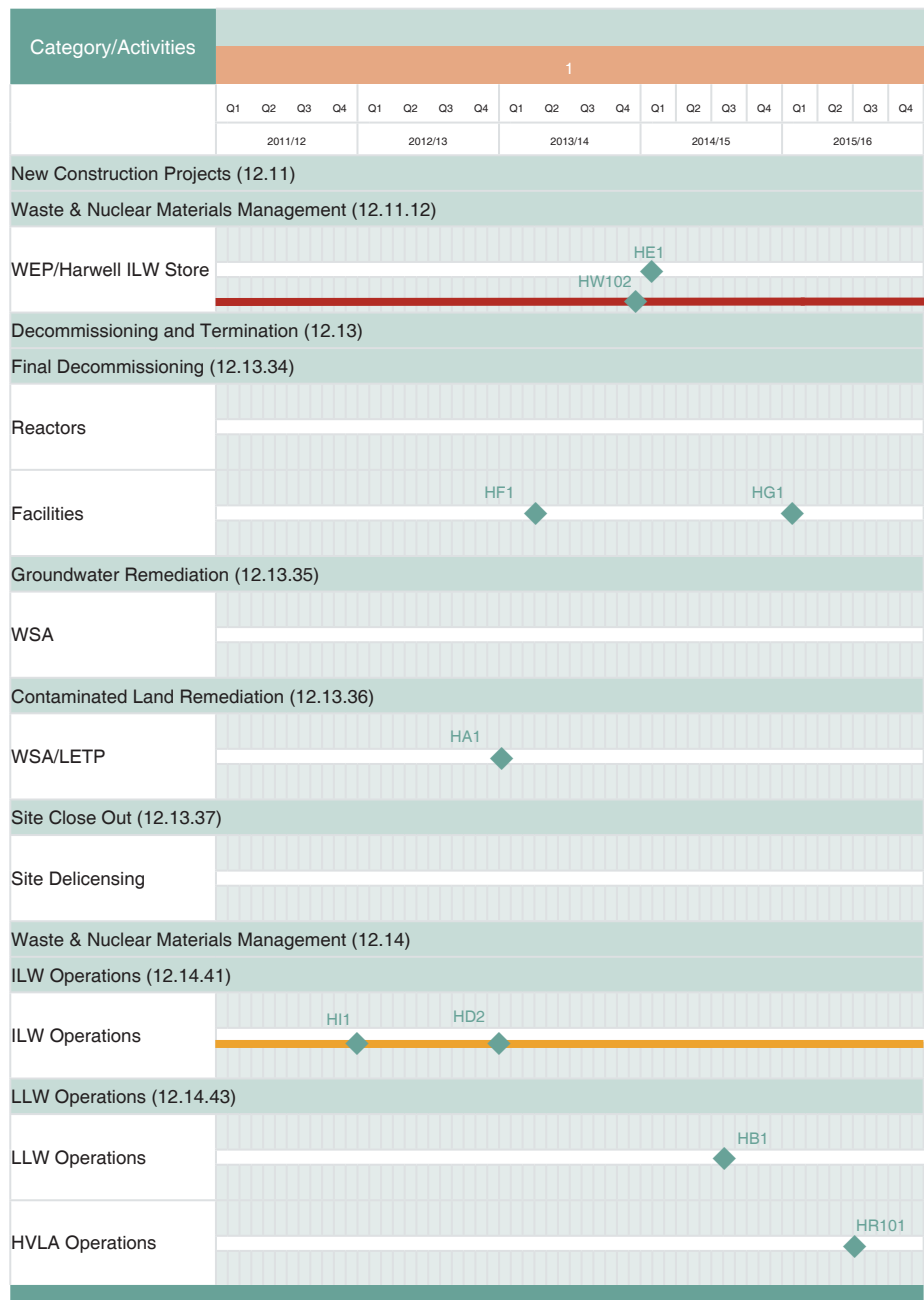 Category/Activities
1
Q1 Q2 Q3 Q4 Q1 Q2 Q3 Q4 Q1 Q2 Q3 Q4 Q1 Q2 Q3 Q4 Q1 Q2 Q3 Q4
2011/12 2012/13 2013/14 2014/15 2015/16
New Construction Projects (12.11)
Waste & Nuclear Materials Management (12.11.12)
HE1
WEP/Harwell ILW Store
HW102
Decommissioning and Termination (12.13)
Final Decommissioning (12.13.34)
Reactors
HF1 HG1
Facilities
Groundwater Remediation (12.13.35)
WSA
Contaminated Land Remediation (12.13.36)
HA1
WSA/LETP
Site Close Out (12.13.37)
Site Delicensing
Waste & Nuclear Materials Management (12.14)
ILW Operations (12.14.41)
HI1 HD2
ILW Operations
LLW Operations (12.14.43)
HB1
LLW Operations
HR101
HVLA Operations